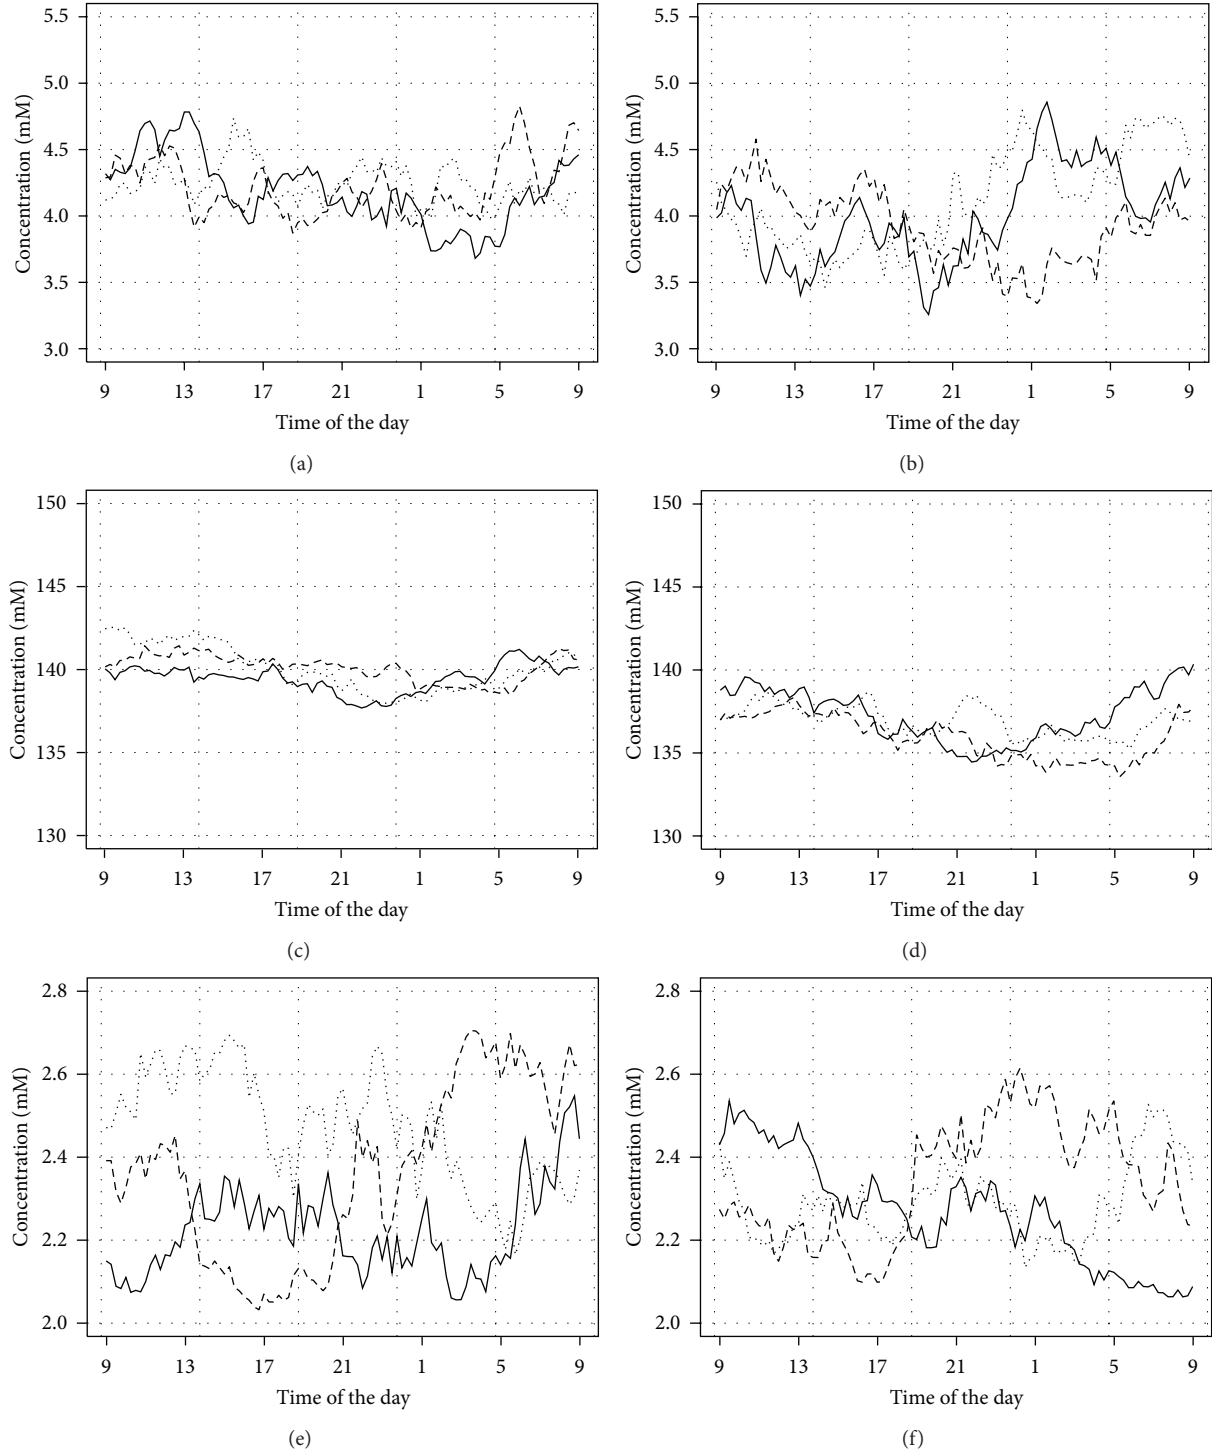 5.5
5.0
4.5
4.0
3.5
3.0
Concentration (mM)
9 13 17 21 1 5 9
Time of the day
(a)
5.5
5.0
4.5
4.0
3.5
3.0
Concentration (mM)
9 13 17 21 1 5 9
Time of the day
(b)
150
145
140
135
130
Concentration (mM)
9 13 17 21 1 5 9
Time of the day
(c)
150
145
140
135
130
Concentration (mM)
9 13 17 21 1 5 9
Time of the day
(d)
2.8
2.6
2.4
2.2
2.0
Concentration (mM)
9 13 17 21 1 5 9
Time of the day
(e)
2.8
2.6
2.4
2.2
2.0
Concentration (mM)
9 13 17 21 1 5 9
Time of the day
(f)